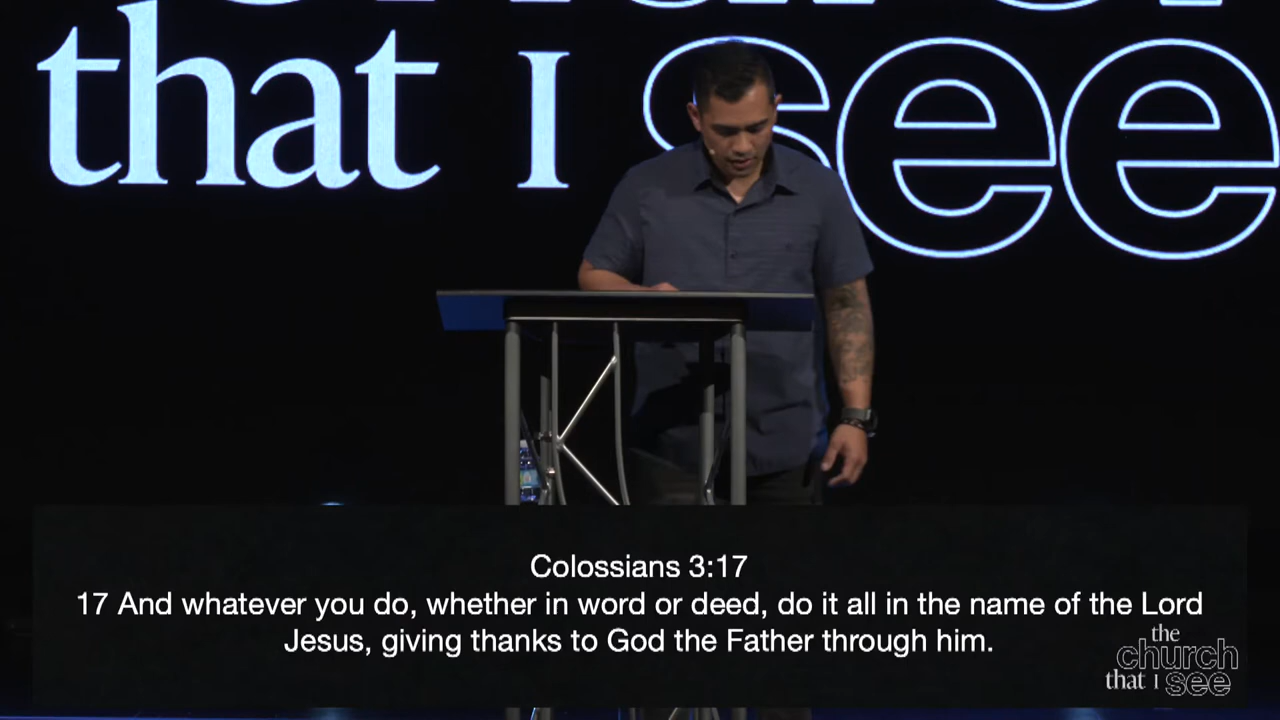 that I see
Colossians 3:17
17 And whatever you do, whether in word or deed, do it all in the name of the Lord
Jesus, giving thanks to God the Father through him.
the
church
that I see